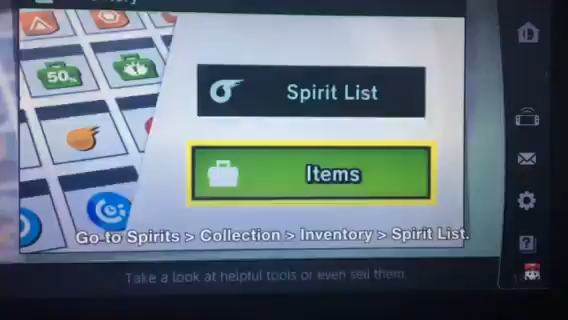 50%
Spirit List
Items
Go to Spirits > Collection > Inventory > Spirit List.
Take a look at helpful tools or even sell them.